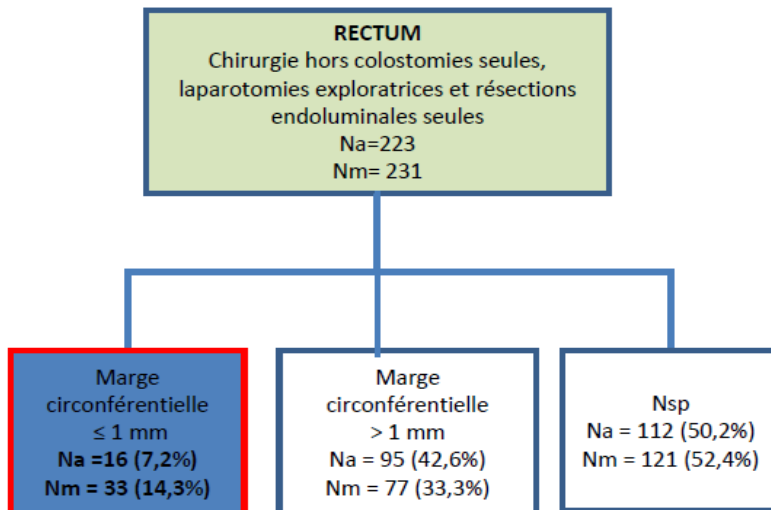 RECTUM
Chirurgie hors colostomies seules,
laparotomies exploratrices et résections
endoluminales seules
Na=223
Nm= 231
Marge
circonférentielle
≤ 1 mm
Na =16 (7,2%)
Nm = 33 (14,3%)
Marge
circonférentielle
> 1 mm
Na = 95 (42,6%)
Nm = 77 (33,3%)
Nsp
Na = 112 (50,2%)
Nm = 121 (52,4%)